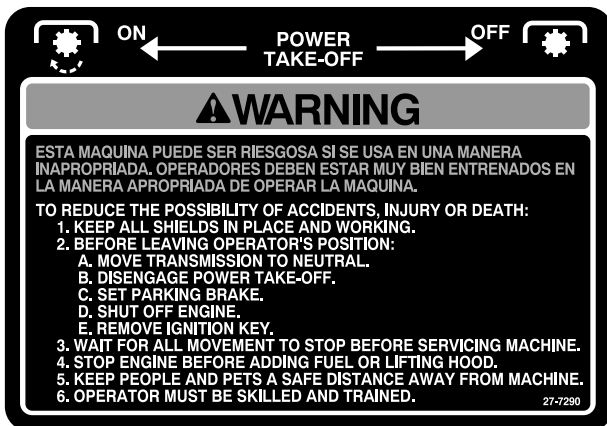 ON POWER TAKE-OFF OFF
WARNING
ESTA MAQUINA PUEDE SER RIESGOSA SI SE USA EN UNA MANERA
INAPROPRIADA. OPERADORES DEBEN ESTAR MUY BIEN ENTRENADOS EN
LA MANERA APROPRIADA DE OPERAR LA MAQUINA.
TO REDUCE THE POSSIBILITY OF ACCIDENTS, INJURY OR DEATH:
1. KEEP ALL SHIELDS IN PLACE AND WORKING.
2. BEFORE LEAVING OPERATOR'S POSITION:
A. MOVE TRANSMISSION TO NEUTRAL.
B. DISENGAGE POWER TAKE-OFF.
C. SET PARKING BRAKE.
D. SHUT OFF ENGINE.
E. REMOVE IGNITION KEY.
3. WAIT FOR ALL MOVEMENT TO STOP BEFORE SERVICING MACHINE.
4. STOP ENGINE BEFORE ADDING FUEL OR LIFTING HOOD.
5. KEEP PEOPLE AND PETS A SAFE DISTANCE AWAY FROM MACHINE.
6. OPERATOR MUST BE SKILLED AND TRAINED. 27-7290